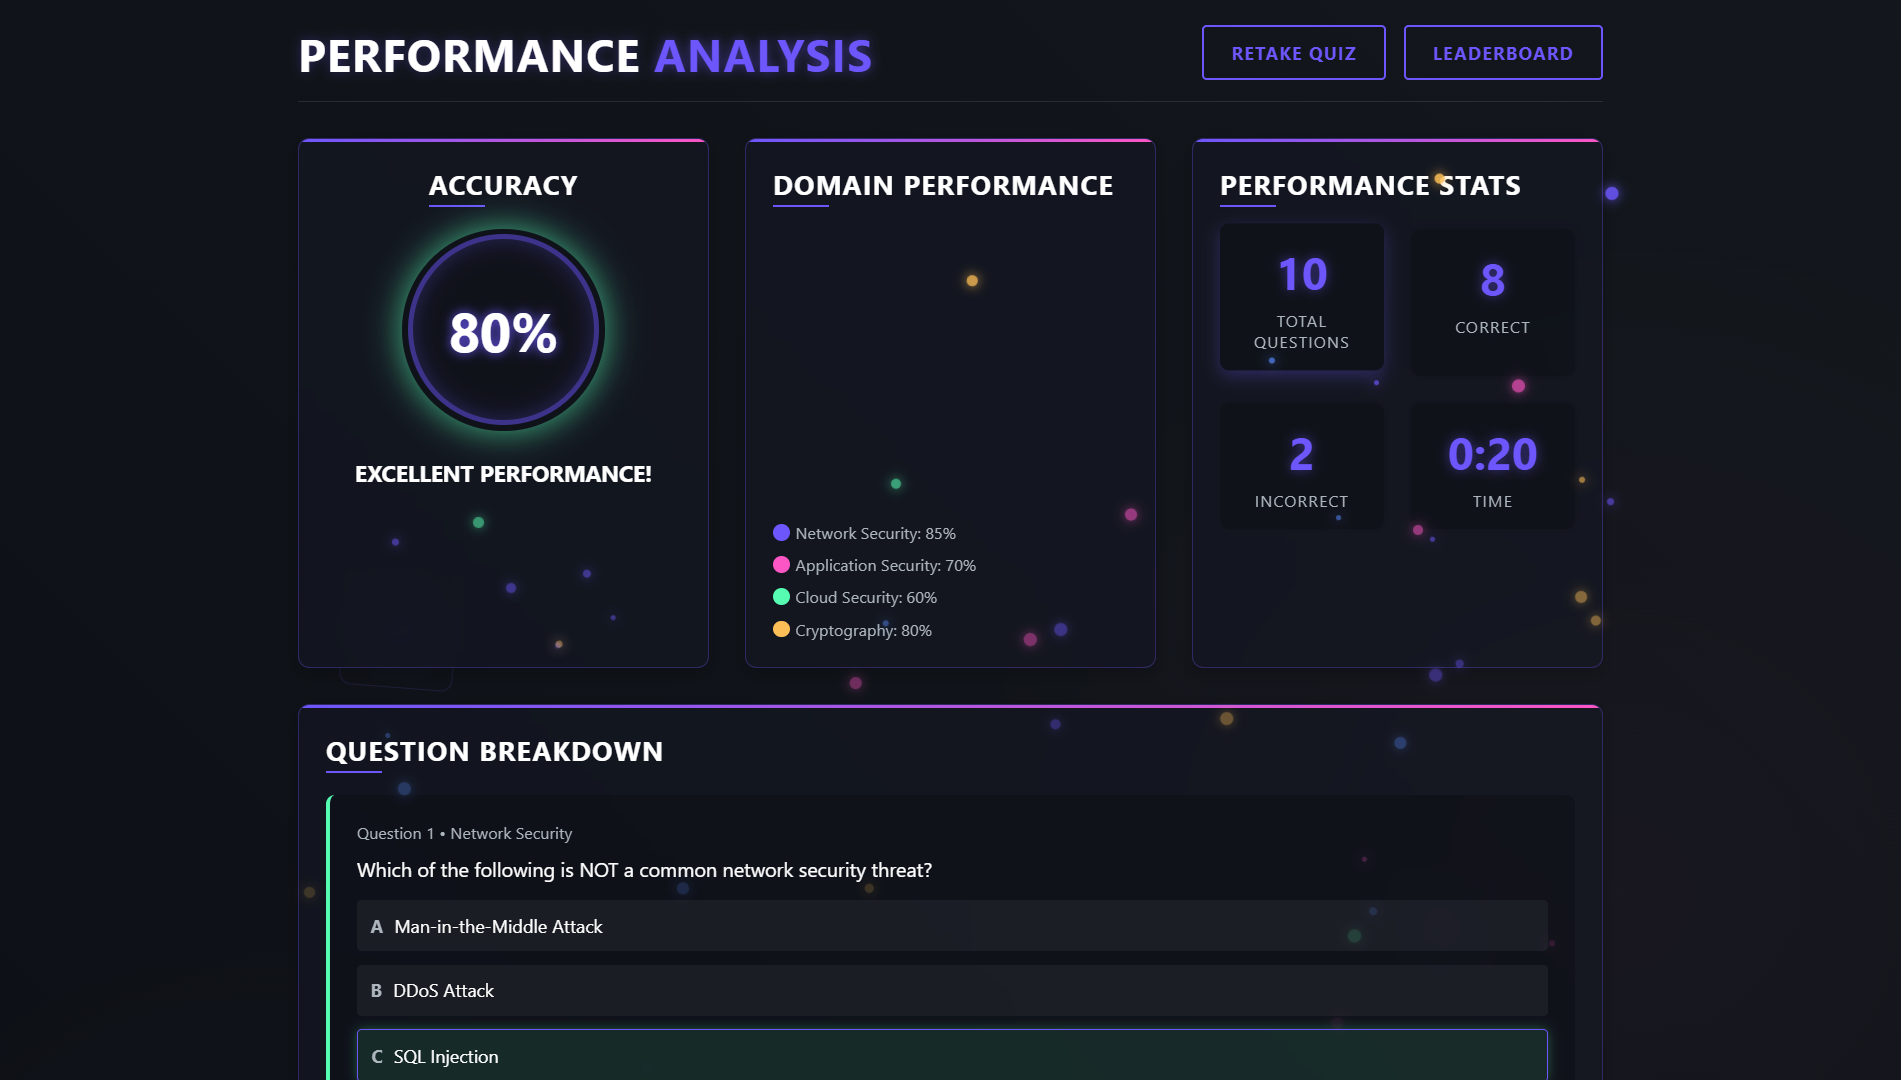 PERFORMANCE ANALYSIS
RETAKE QUIZ
LEADERBOARD
ACCURACY
80%
EXCELLENT PERFORMANCE!
DOMAIN PERFORMANCE
Network Security: 85%
Application Security: 70%
Cloud Security: 60%
Cryptography: 80%
PERFORMANCE STATS
10
TOTAL
QUESTIONS
8
CORRECT
2
INCORRECT
0:20
TIME
QUESTION BREAKDOWN
Question 1 • Network Security
Which of the following is NOT a common network security threat?
A Man-in-the-Middle Attack
B DDoS Attack
C SQL Injection